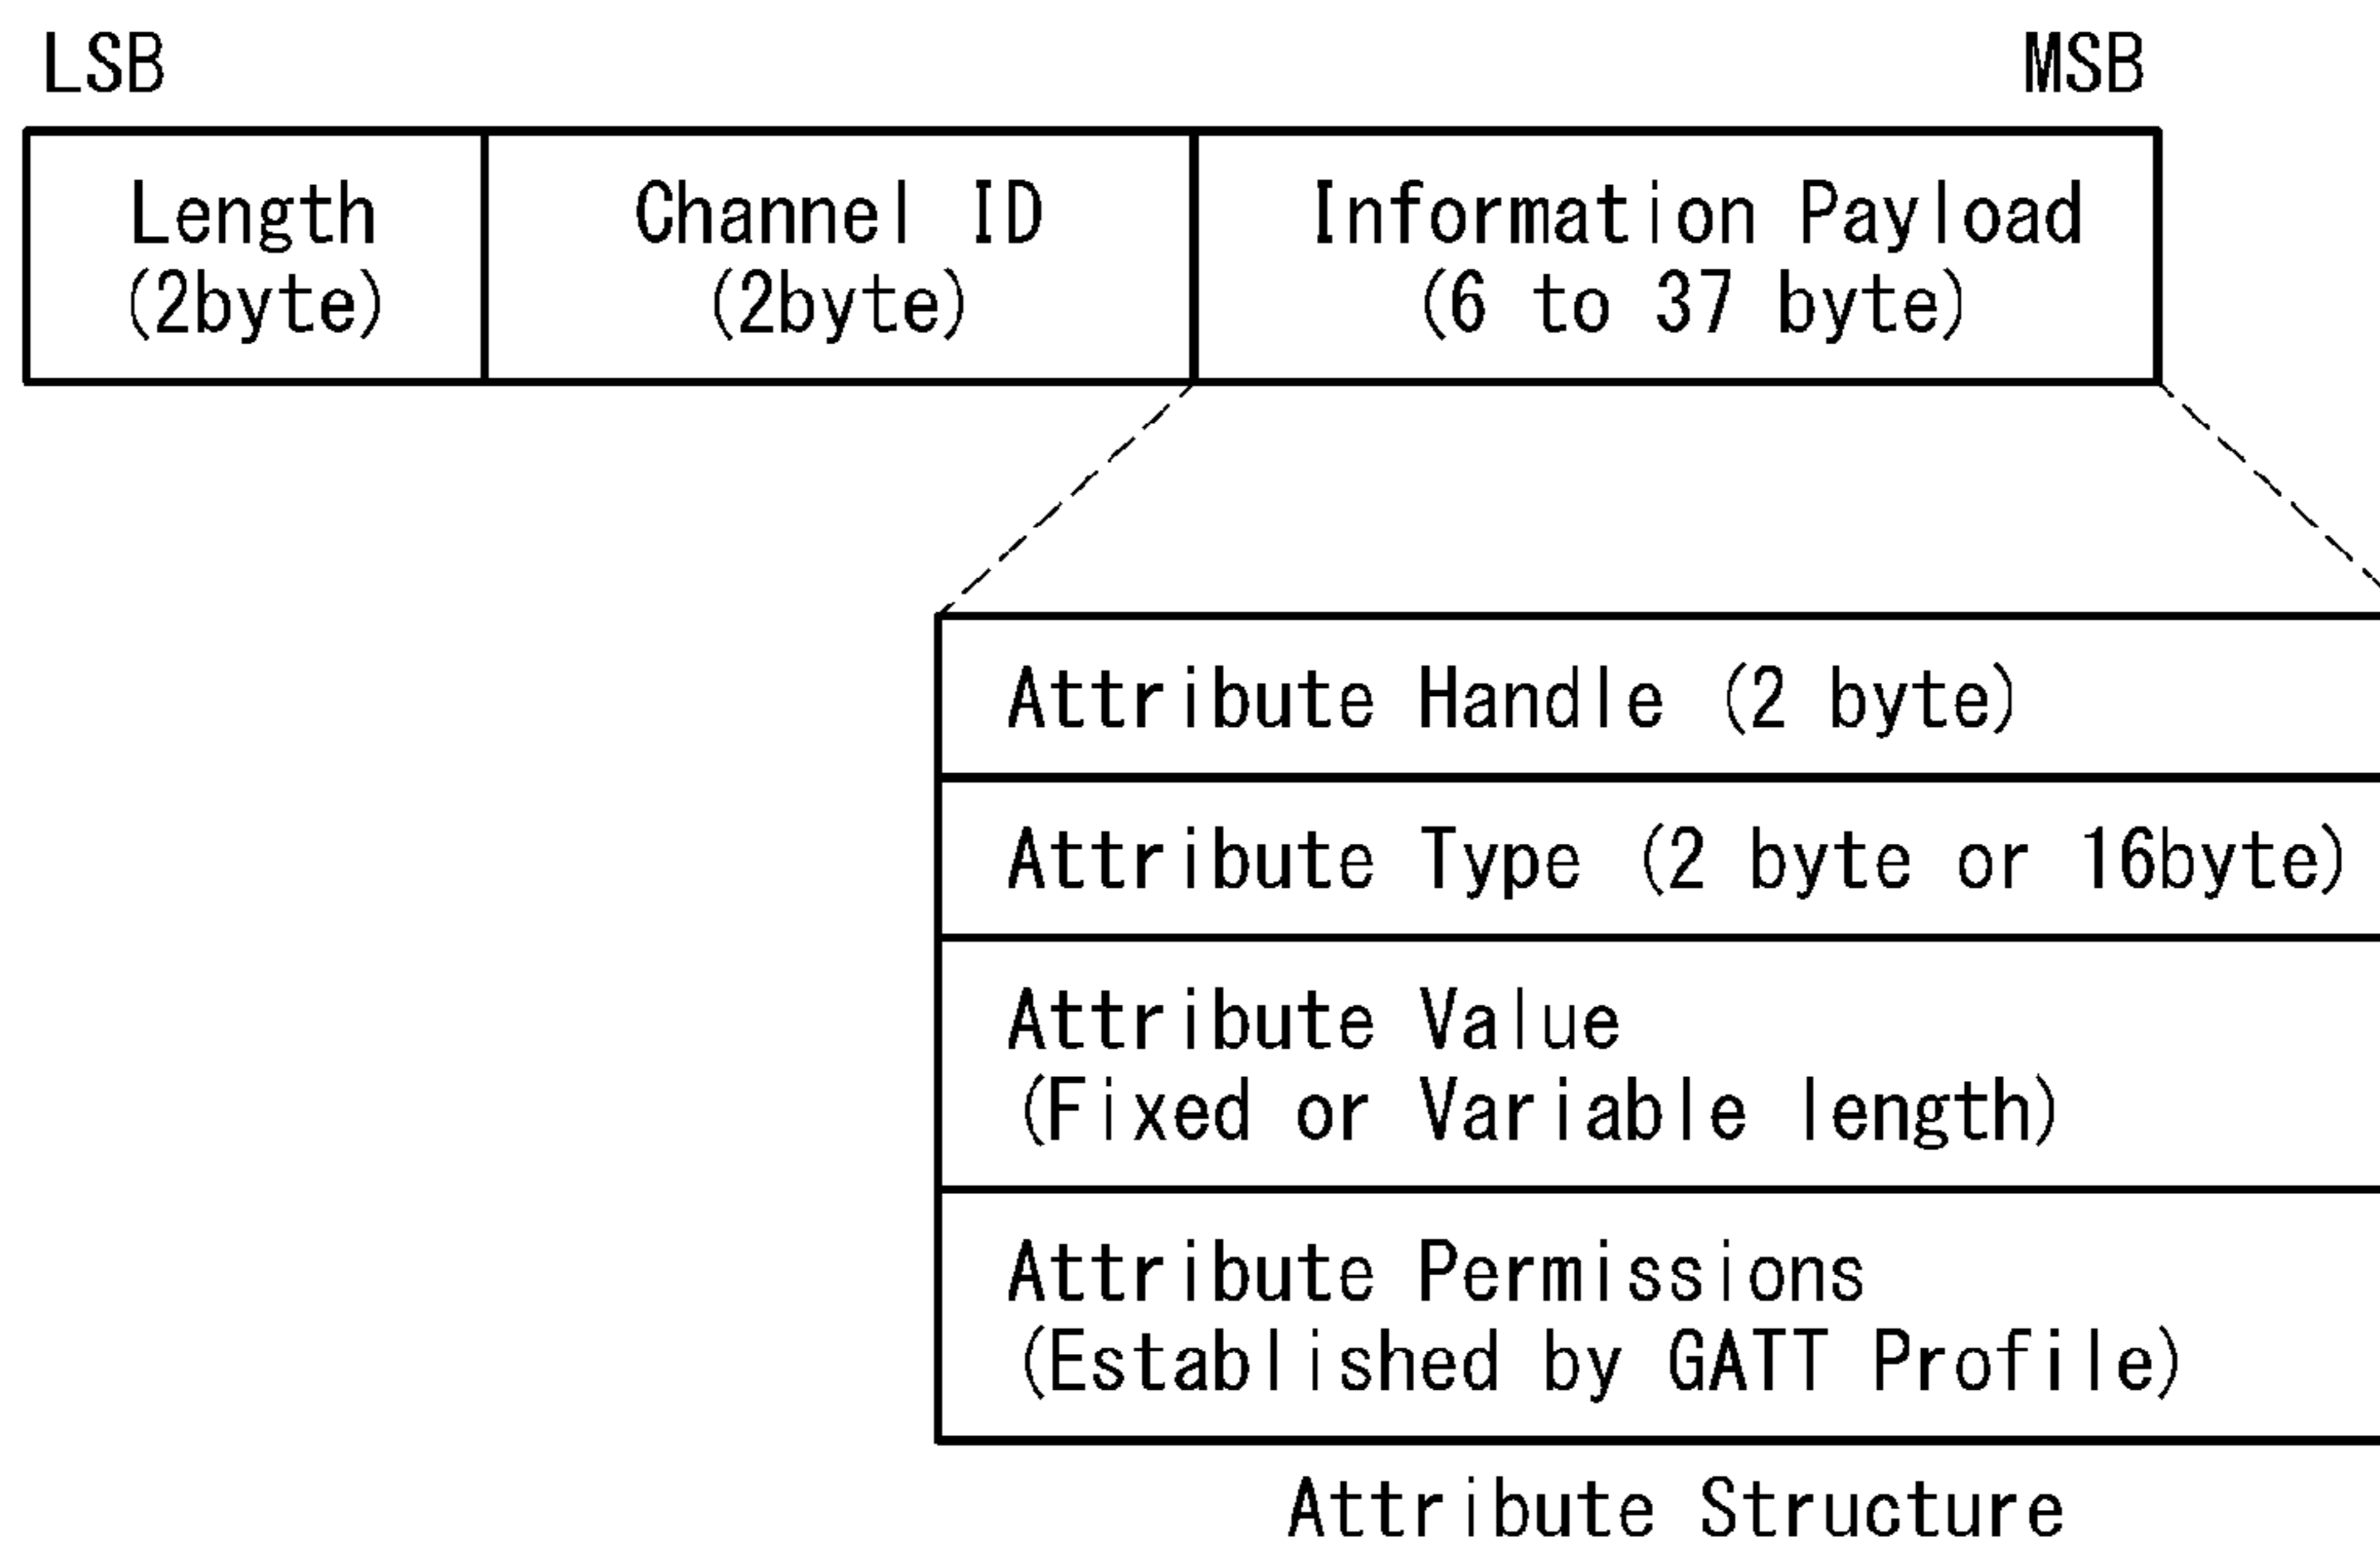 LSB MSB
Length Channel ID Information Payload
(2byte) (2byte) (6 to 37 byte)
Attribute Handle (2 byte)
Attribute Type (2 byte or 16byte)
Attribute Value
(Fixed or Variable length)
Attribute Permissions
(Established by GATT Profile)
Attribute Structure